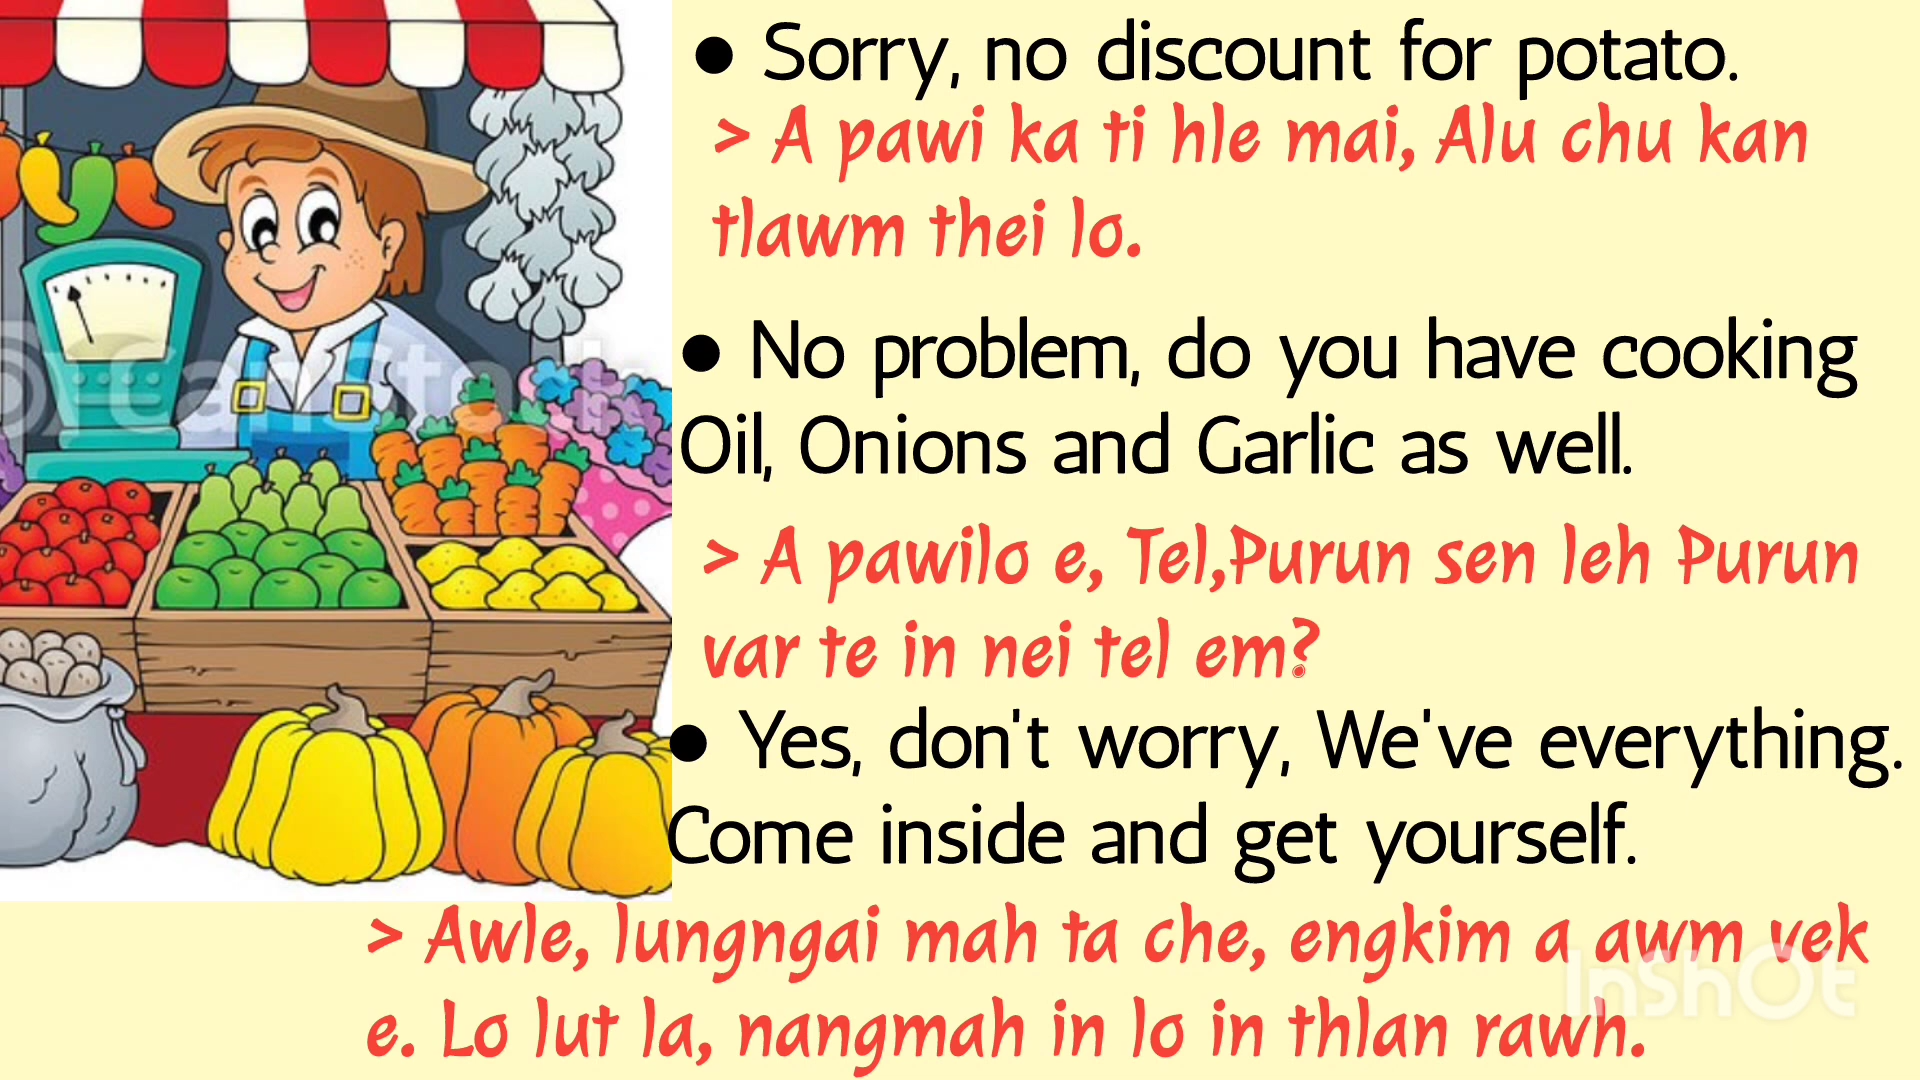 ● Sorry, no discount for potato.
> A pawi ka ti hle mai, Alu chu kan
tlawm thei lo.
● No problem, do you have cooking
Oil, Onions and Garlic as well.
> A pawilo e, Tel,Purun sen leh Purun
var te in nei tel em?
● Yes, don't worry, We've everything.
Come inside and get yourself.
> Awle, lungngai mah ta che, engkim a awm vek
e. Lo lut la, nangmah in lo in thlan rawh.
InShOt